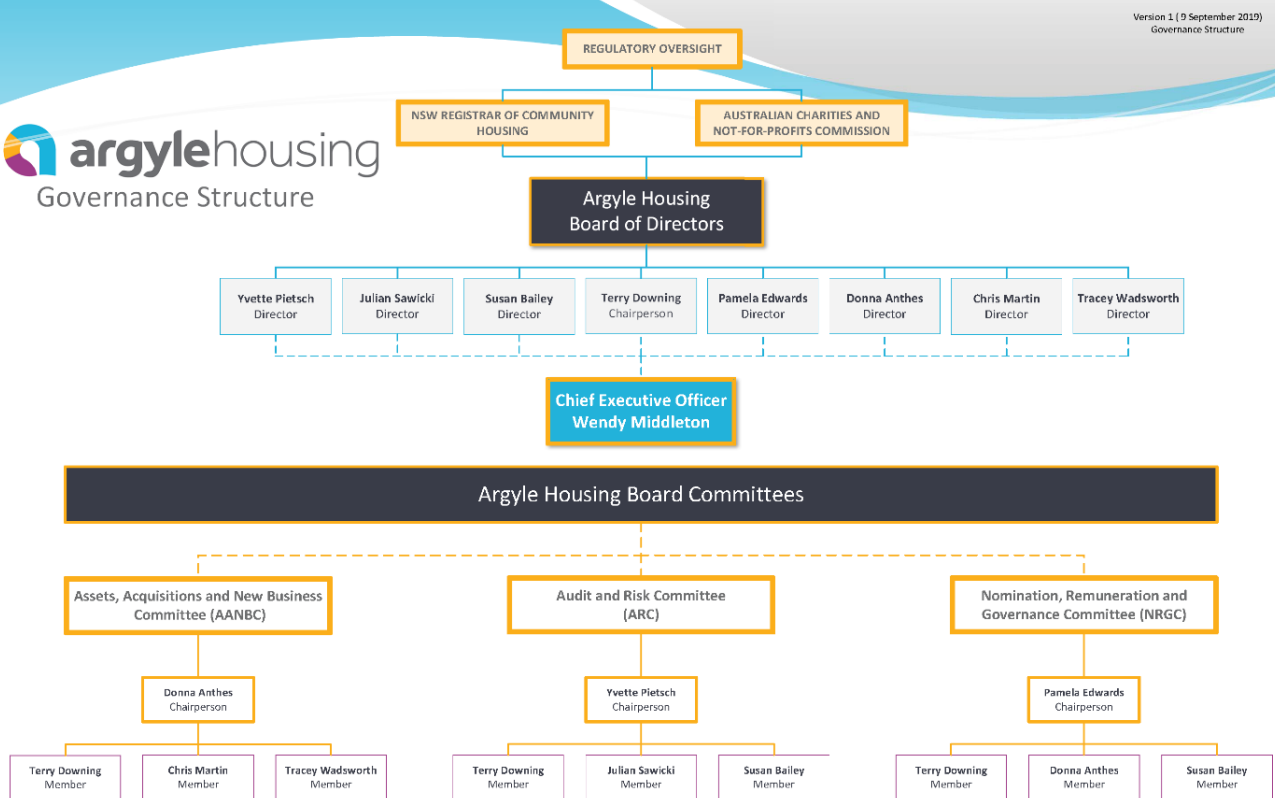 Version 1 ( 9 September 2019)
Governance Structure
REGULATORY OVERSIGHT
NSW REGISTRAR OF COMMUNITY
HOUSING
AUSTRALIAN CHARITIES AND
NOT-FOR-PROFITS COMMISSION
argylehousing
Governance Structure
Argyle Housing
Board of Directors
Yvette Pietsch
Director
Julian Sawicki
Director
Susan Bailey
Director
Terry Downing
Chairperson
Pamela Edwards
Director
Donna Anthes
Director
Chris Martin
Director
Tracey Wadsworth
Director
Chief Executive Officer
Wendy Middleton
Argyle Housing Board Committees
Assets, Acquisitions and New Business
Committee (AANBC)
Audit and Risk Committee
(ARC)
Nomination, Remuneration and
Governance Committee (NRGC)
Donna Anthes
Chairperson
Yvette Pietsch
Chairperson
Pamela Edwards
Chairperson
Terry Downing
Member
Chris Martin
Member
Tracey Wadsworth
Member
Terry Downing
Member
Julian Sawicki
Member
Susan Bailey
Member
Terry Downing
Member
Donna Anthes
Member
Susan Bailey
Member